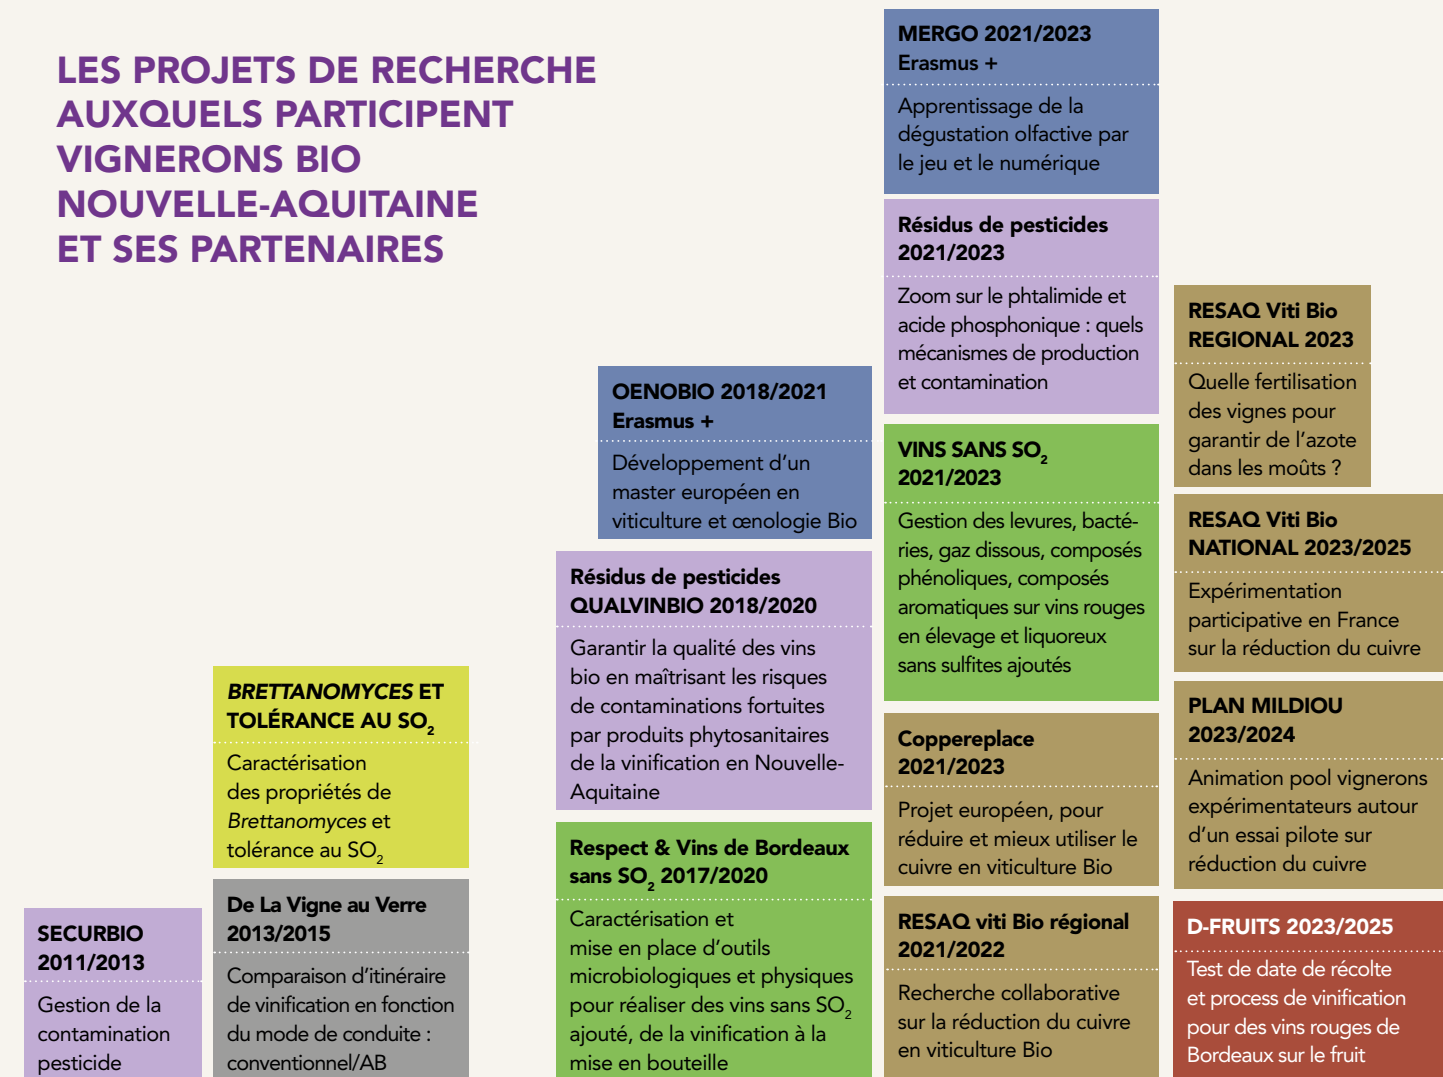 LES PROJETS DE RECHERCHE
AUXQUELS PARTICIPENT
VIGNERONS BIO
NOUVELLE-AQUITAINE
ET SES PARTENAIRES
SECURBIO
2011/2013
Gestion de la
contamination
pesticide
BRETTANOMYCES ET
TOLÉRANCE AU SO₂
Caractérisation
des propriétés de
Brettanomyces et
tolérance au SO₂
De La Vigne au Verre
2013/2015
Comparaison d’itinéraire
de vinification en fonction
du mode de conduite :
conventionnel/AB
OENOBIO 2018/2021
Erasmus +
Développement d’un
master européen en
viticulture et œnologie Bio
Résidus de pesticides
QUALVINBIO 2018/2020
Garantir la qualité des vins
bio en maîtrisant les risques
de contaminations fortuites
par produits phytosanitaires
de la vinification en Nouvelle-
Aquitaine
Respect & Vins de Bordeaux
sans SO₂ 2017/2020
Caractérisation et
mise en place d’outils
microbiologiques et physiques
pour réaliser des vins sans SO₂
ajouté, de la vinification à la
mise en bouteille
MERGO 2021/2023
Erasmus +
Apprentissage de la
dégustation olfactive par
le jeu et le numérique
Résidus de pesticides
2021/2023
Zoom sur le phtalimide et
acide phosphonique : quels
mécanismes de production
et contamination
VINS SANS SO₂
2021/2023
Gestion des levures, bacté-
ries, gaz dissous, composés
phénoliques, composés
aromatiques sur vins rouges
en élevage et liquoreux
sans sulfites ajoutés
Coppereplace
2021/2023
Projet européen, pour
réduire et mieux utiliser le
cuivre en viticulture Bio
RESAQ viti Bio régional
2021/2022
Recherche collaborative
sur la réduction du cuivre
en viticulture Bio
RESAQ Viti Bio
REGIONAL 2023
Quelle fertilisation
des vignes pour
garantir de l’azote
dans les moûts ?
RESAQ Viti Bio
NATIONAL 2023/2025
Expérimentation
participative en France
sur la réduction du cuivre
PLAN MILDIOU
2023/2024
Animation pool vignerons
expérimentateurs autour
d’un essai pilote sur
réduction du cuivre
D-FRUITS 2023/2025
Test de date de récolte
et process de vinification
pour des vins rouges de
Bordeaux sur le fruit